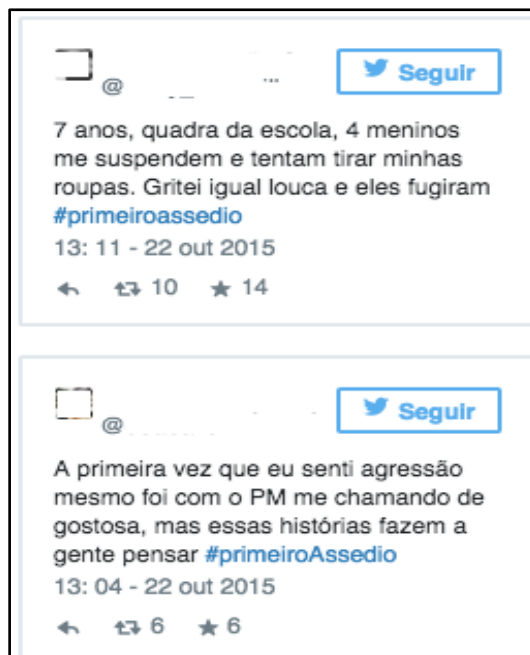 @
Seguir
7 anos, quadra da escola, 4 meninos
me suspendem e tentam tirar minhas
roupas. Gritei igual louca e eles fugiram
#primeiroassedio
13: 11 - 22 out 2015
10 14
@
Seguir
A primeira vez que eu senti agressão
mesmo foi com o PM me chamando de
gostosa, mas essas histórias fazem a
gente pensar #primeiroAssedio
13: 04 - 22 out 2015
6 6